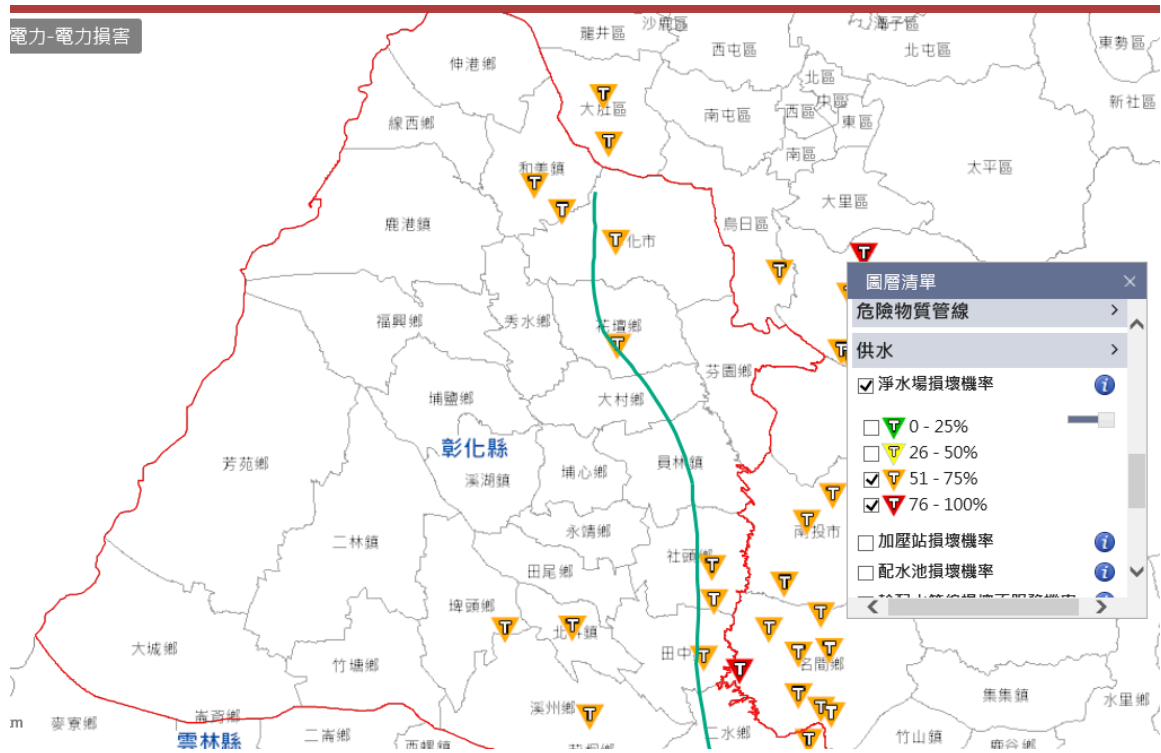 電力-電力損害
沙鹿區
潭子區
龍井區
西屯區
北屯區
東勢區
伸港鄉
北區
大肚區
新社區
線西鄉
南屯區
西區
中區
東區
南區
和美鎮
太平區
大里區
鹿港鎮
烏日區
化市
福興鄉
秀水鄉
花壇鄉
芬園鄉
埔鹽鄉
大村鄉
彰化縣
芳苑鄉
員林鎮
埔心鄉
溪湖鎮
南投市
永靖鄉
二林鎮
社頭鄉
田尾鄉
埤頭鄉
北斗鎮
大城鄉
田中
竹塘鄉
名間鄉
集集鎮
水里鄉
溪州鄉
麥寮鄉
崙背鄉
雲林縣
二崙鄉
西螺鎮
二水鄉
竹山鎮
鹿谷鄉
莿桐鄉
m
圖層清單 ×
危險物質管線
供水
淨水場損壞機率
0 - 25%
26 - 50%
51 - 75%
76 - 100%
加壓站損壞機率
配水池損壞機率